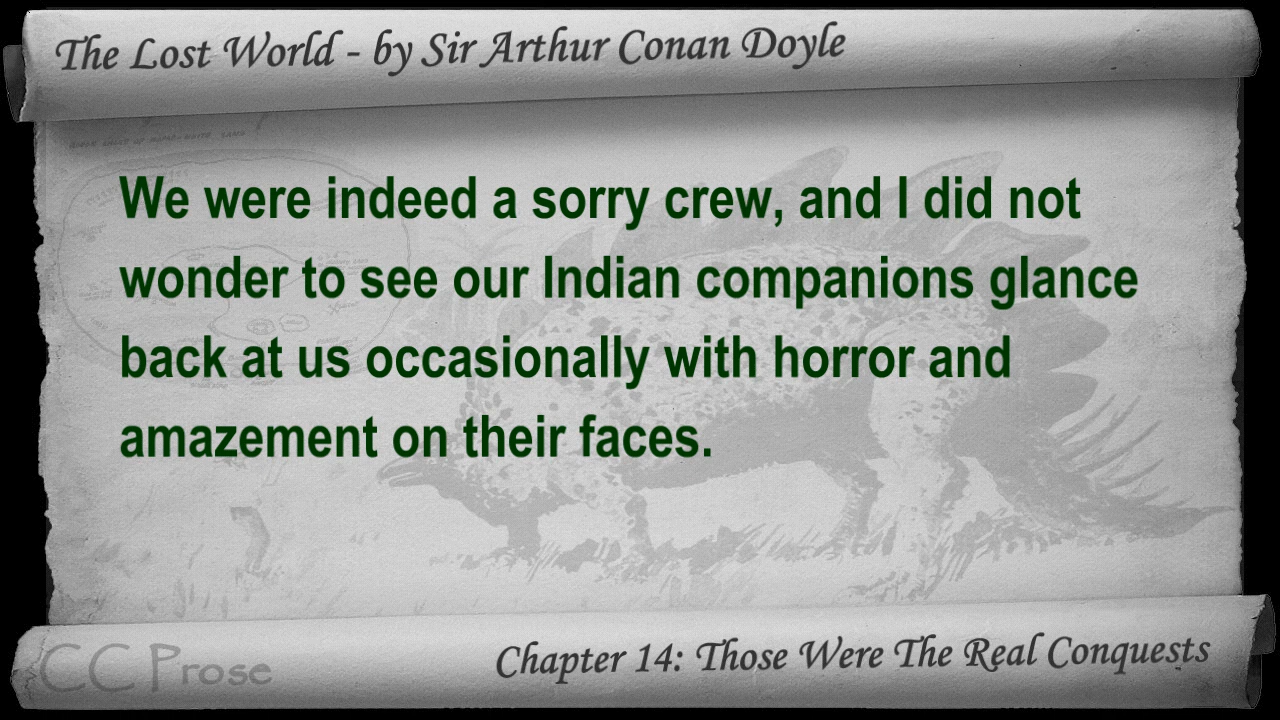 The Lost World - by Sir Arthur Conan Doyle
We were indeed a sorry crew, and I did not
wonder to see our Indian companions glance
back at us occasionally with horror and
amazement on their faces.
CC Prose
Chapter 14: Those Were The Real Conquests